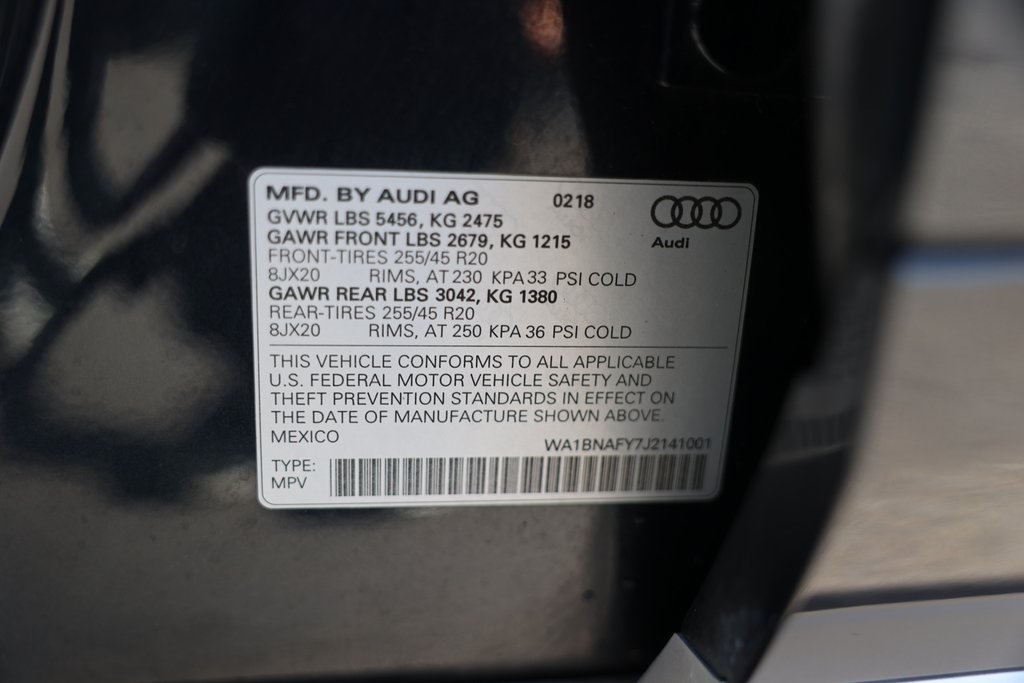 MFD. BY AUDI AG 0218
GVWR LBS 5456, KG 2475
GAWR FRONT LBS 2679, KG 1215
Audi
FRONT-TIRES 255/45 R20
8JX20 RIMS, AT 230 KPA 33 PSI COLD
GAWR REAR LBS 3042, KG 1380
REAR-TIRES 255/45 R20
8JX20 RIMS, AT 250 KPA 36 PSI COLD
THIS VEHICLE CONFORMS TO ALL APPLICABLE
U.S. FEDERAL MOTOR VEHICLE SAFETY AND
THEFT PREVENTION STANDARDS IN EFFECT ON
THE DATE OF MANUFACTURE SHOWN ABOVE.
MEXICO
WA1BNAFY7J2141001
TYPE:
MPV